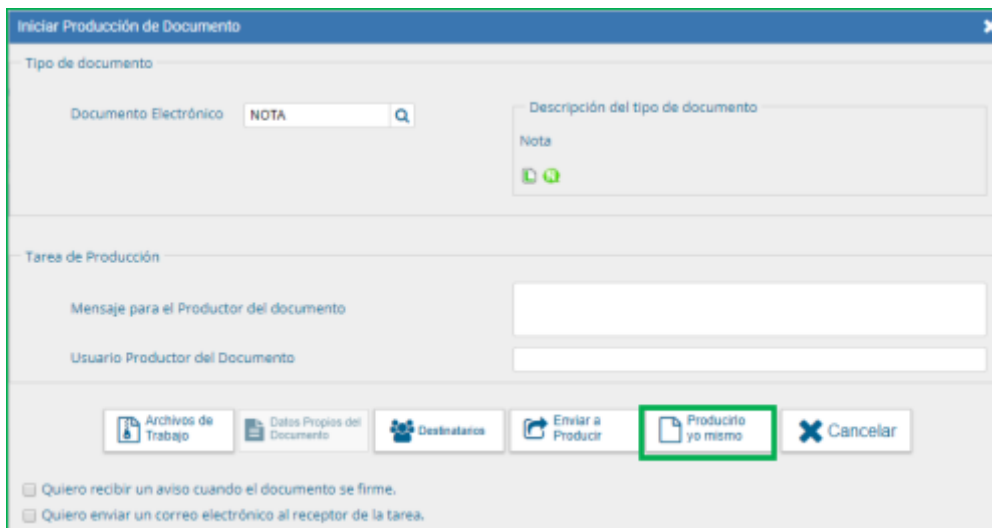 Iniciar Producción de Documento
Tipo de documento
Documento Electrónico NOTA
Descripción del tipo de documento
Nota
Tarea de Producción
Mensaje para el Productor del documento
Usuario Productor del Documento
Archivos de Trabajo
Datos Propios del Documento
Destinatarios
Enviar a Producir
Producirlo yo mismo
Cancelar
Quiero recibir un aviso cuando el documento se firme.
Quiero enviar un correo electrónico al receptor de la tarea.